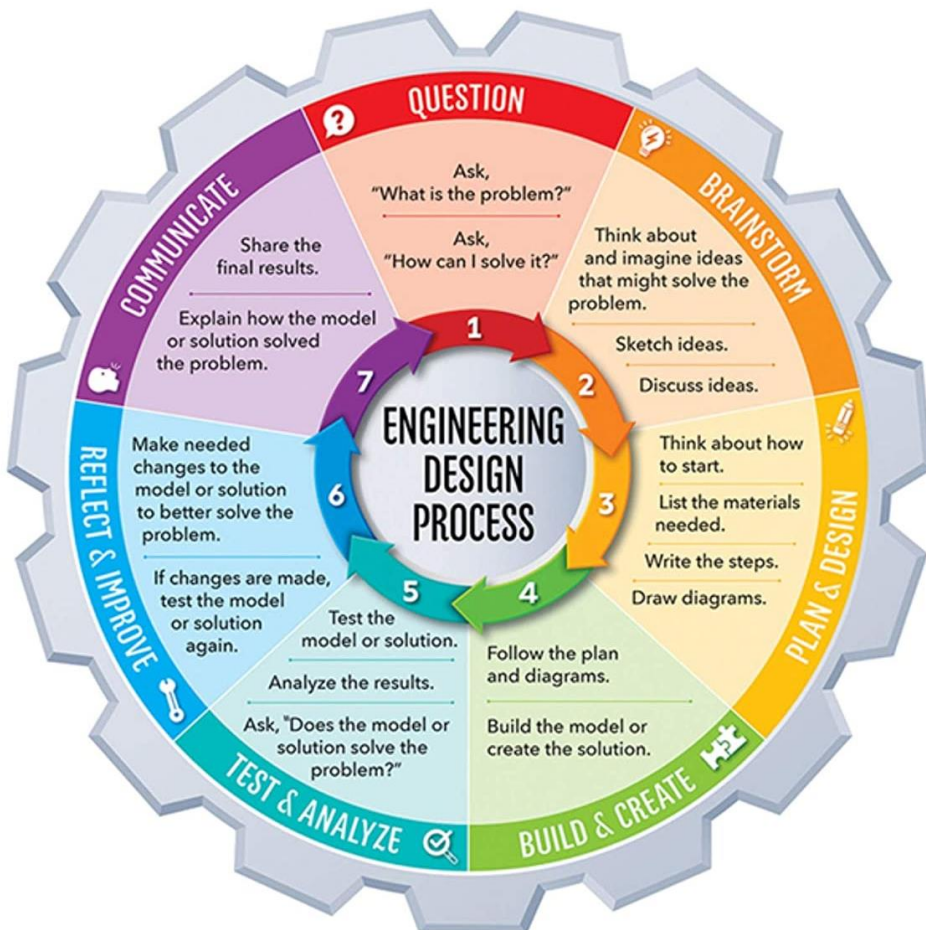 ENGINEERING
DESIGN
PROCESS
1
QUESTION
Ask,
“What is the problem?”
Ask,
“How can I solve it?”
2
BRAINSTORM
Think about
and imagine ideas
that might solve the
problem.
Sketch ideas.
Discuss ideas.
3
PLAN & DESIGN
Think about how
to start.
List the materials
needed.
Write the steps.
Draw diagrams.
4
BUILD & CREATE
Follow the plan
and diagrams.
Build the model or
create the solution.
5
TEST & ANALYZE
Test the
model or solution.
Analyze the results.
Ask, "Does the model or
solution solve the
problem?”
6
REFLECT & IMPROVE
Make needed
changes to the
model or solution
to better solve the
problem.
If changes are made,
test the model
or solution
again.
7
COMMUNICATE
Share the
final results.
Explain how the model
or solution solved
the problem.
?